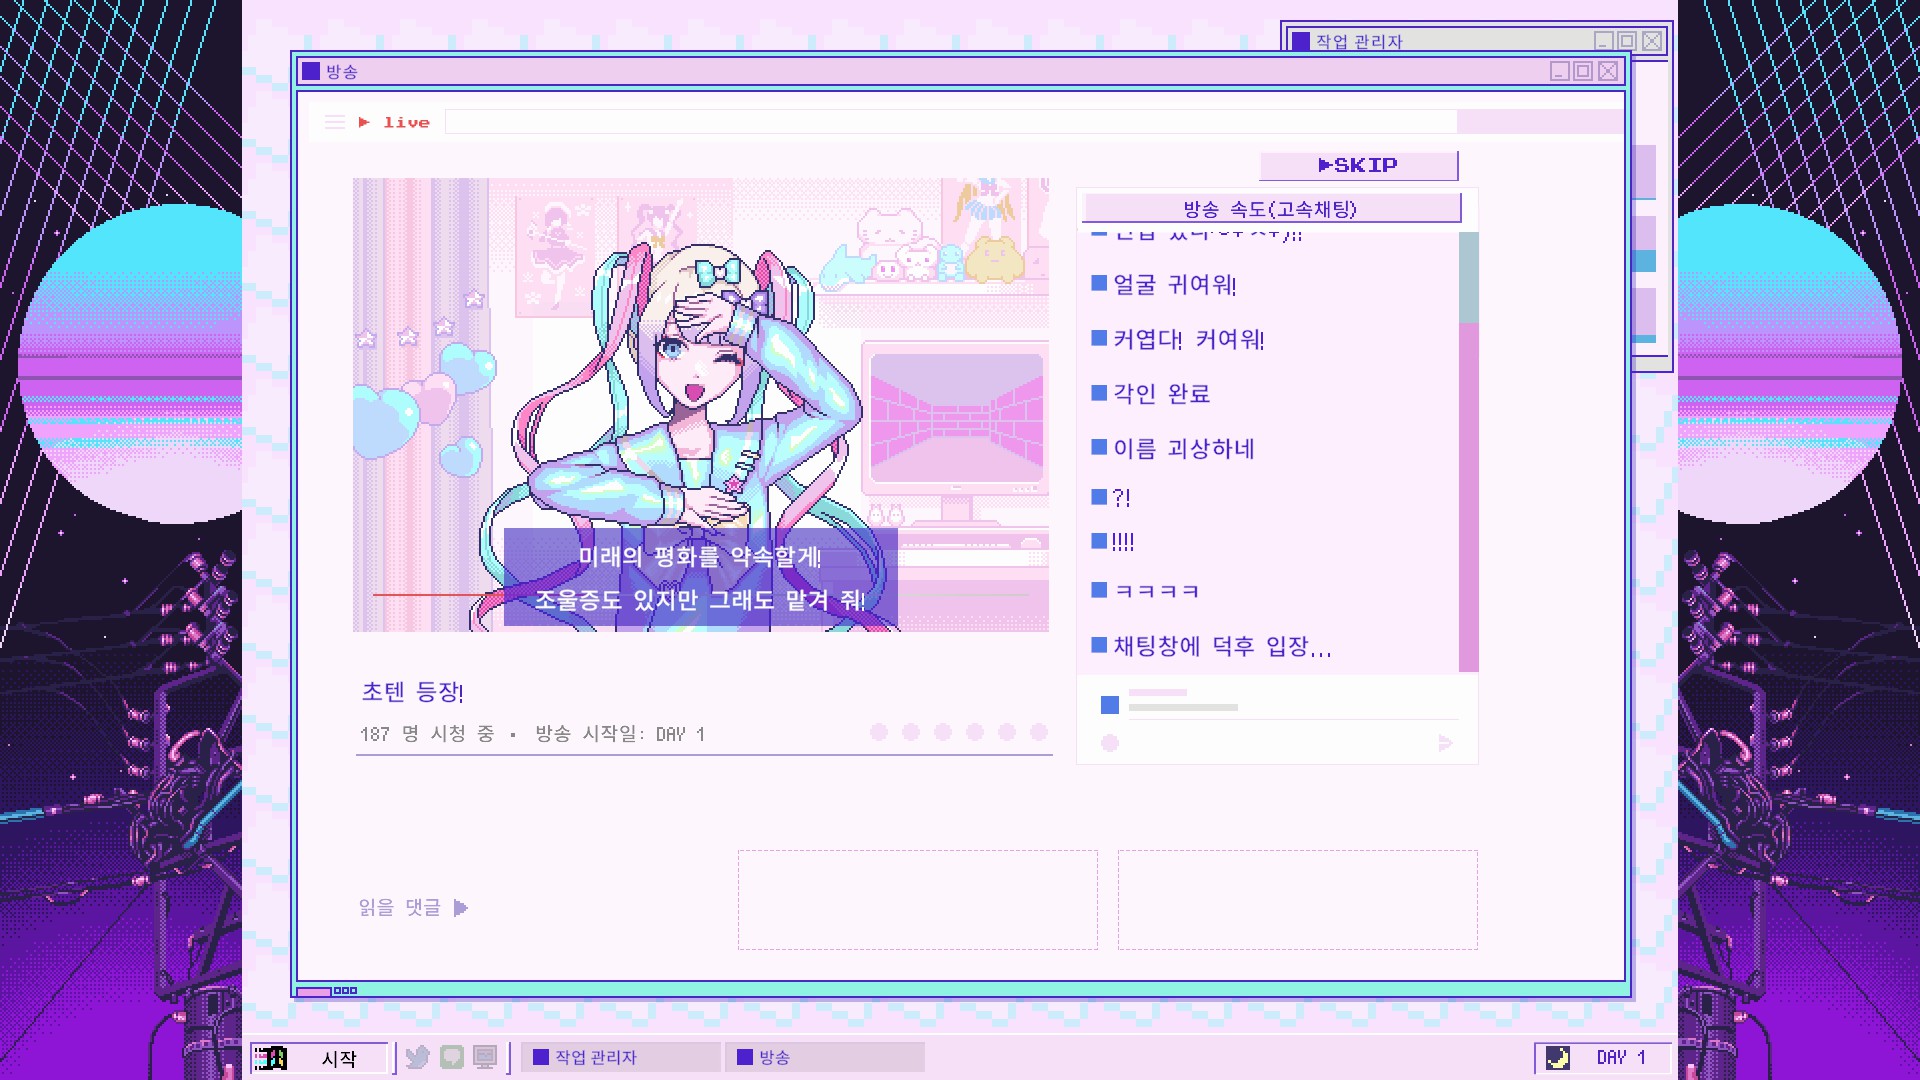 작업 관리자
방송
live
▶SKIP
방송 속도(고속채팅)
얼굴 귀여워!
커엽다! 커여워!
각인 완료
이름 괴상하네
?!
!!!!
ㅋㅋㅋㅋ
채팅창에 덕후 입장...
미래의 평화를 약속할게!
조울증도 있지만 그래도 맡겨 줘!
초텐 등장!
187 명 시청 중 ▪ 방송 시작일: DAY 1
읽을 댓글 ▶
시작
작업 관리자
방송
DAY 1